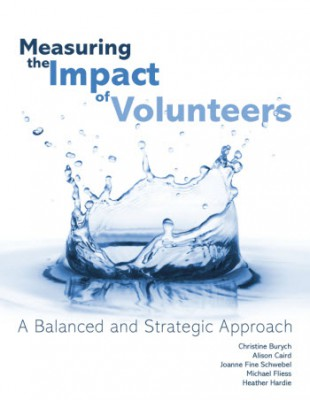 Measuring
the Impact
of Volunteers
A Balanced and Strategic Approach
Christine Burych
Alison Caird
Joanne Fine Schwebel
Michael Fliess
Heather Hardie